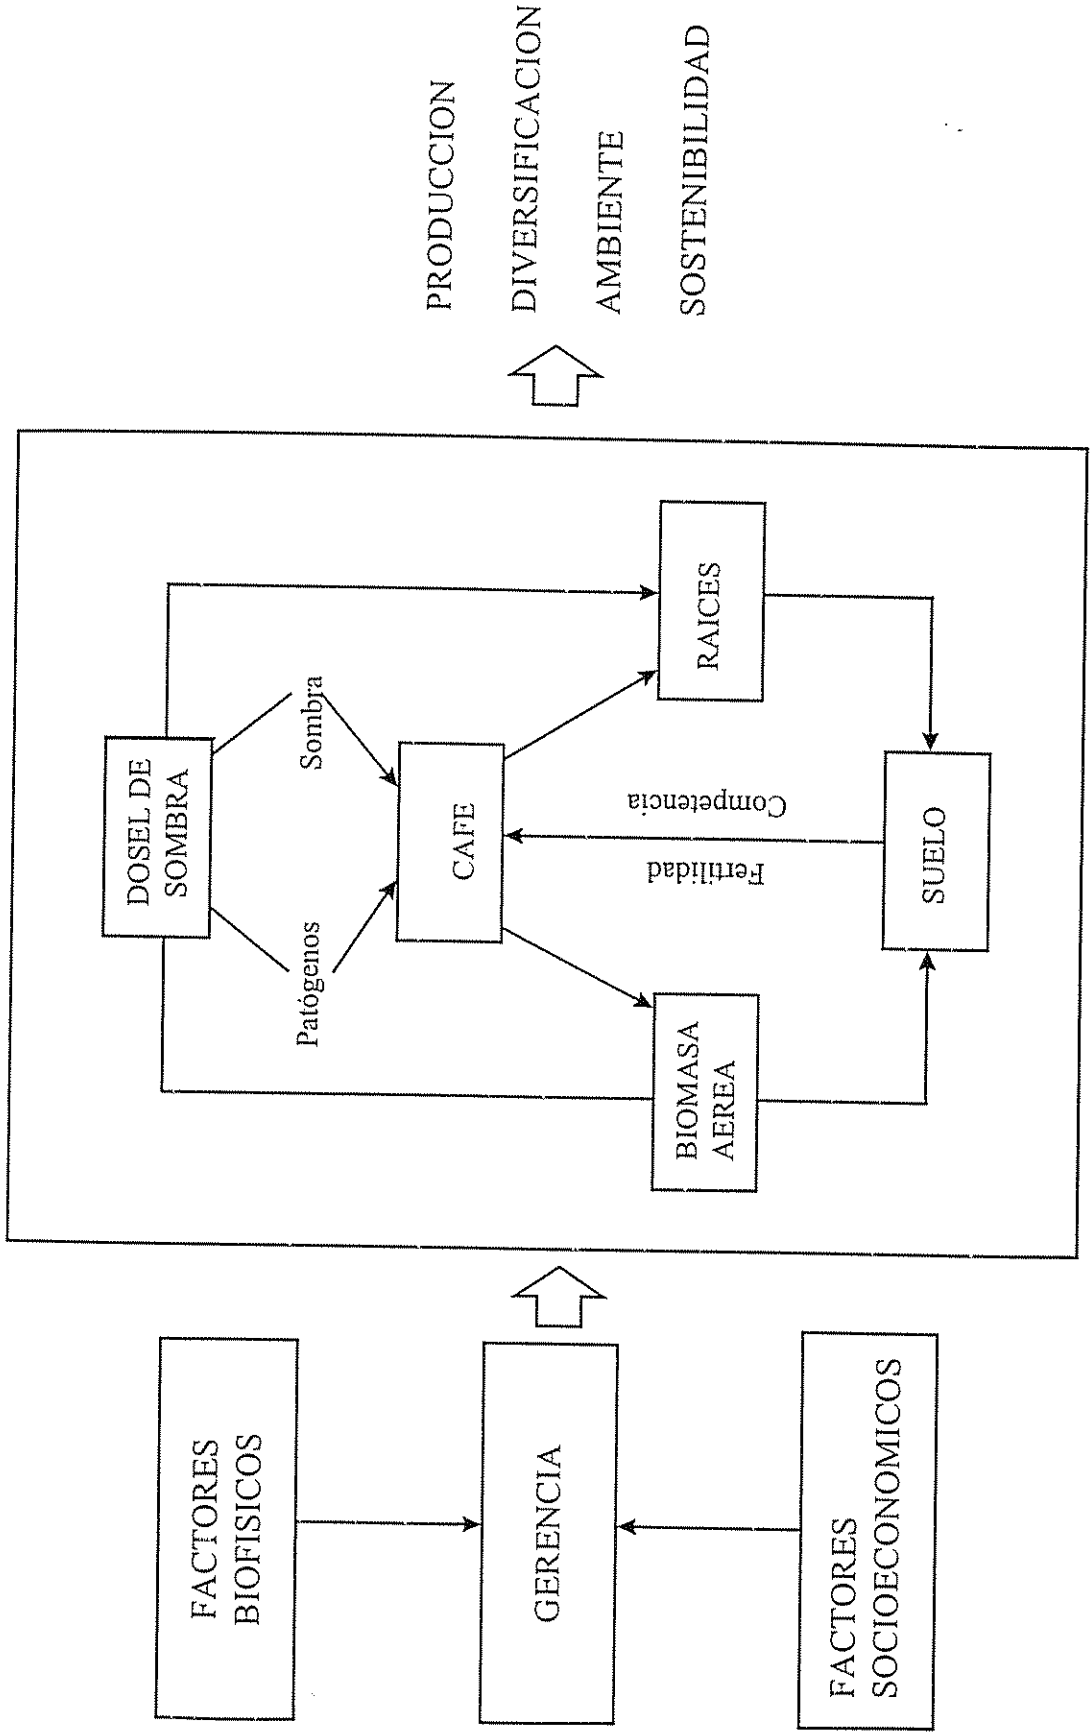 FACTORES
BIOFISICOS
GERENCIA
FACTORES
SOCIOECONOMICOS
DOSEL DE
SOMBRA
Patógenos
Sombra
CAFE
Fertilidad
Competencia
BIOMASA
AEREA
RAICES
SUELO
PRODUCCION
DIVERSIFICACION
AMBIENTE
SOSTENIBILIDAD